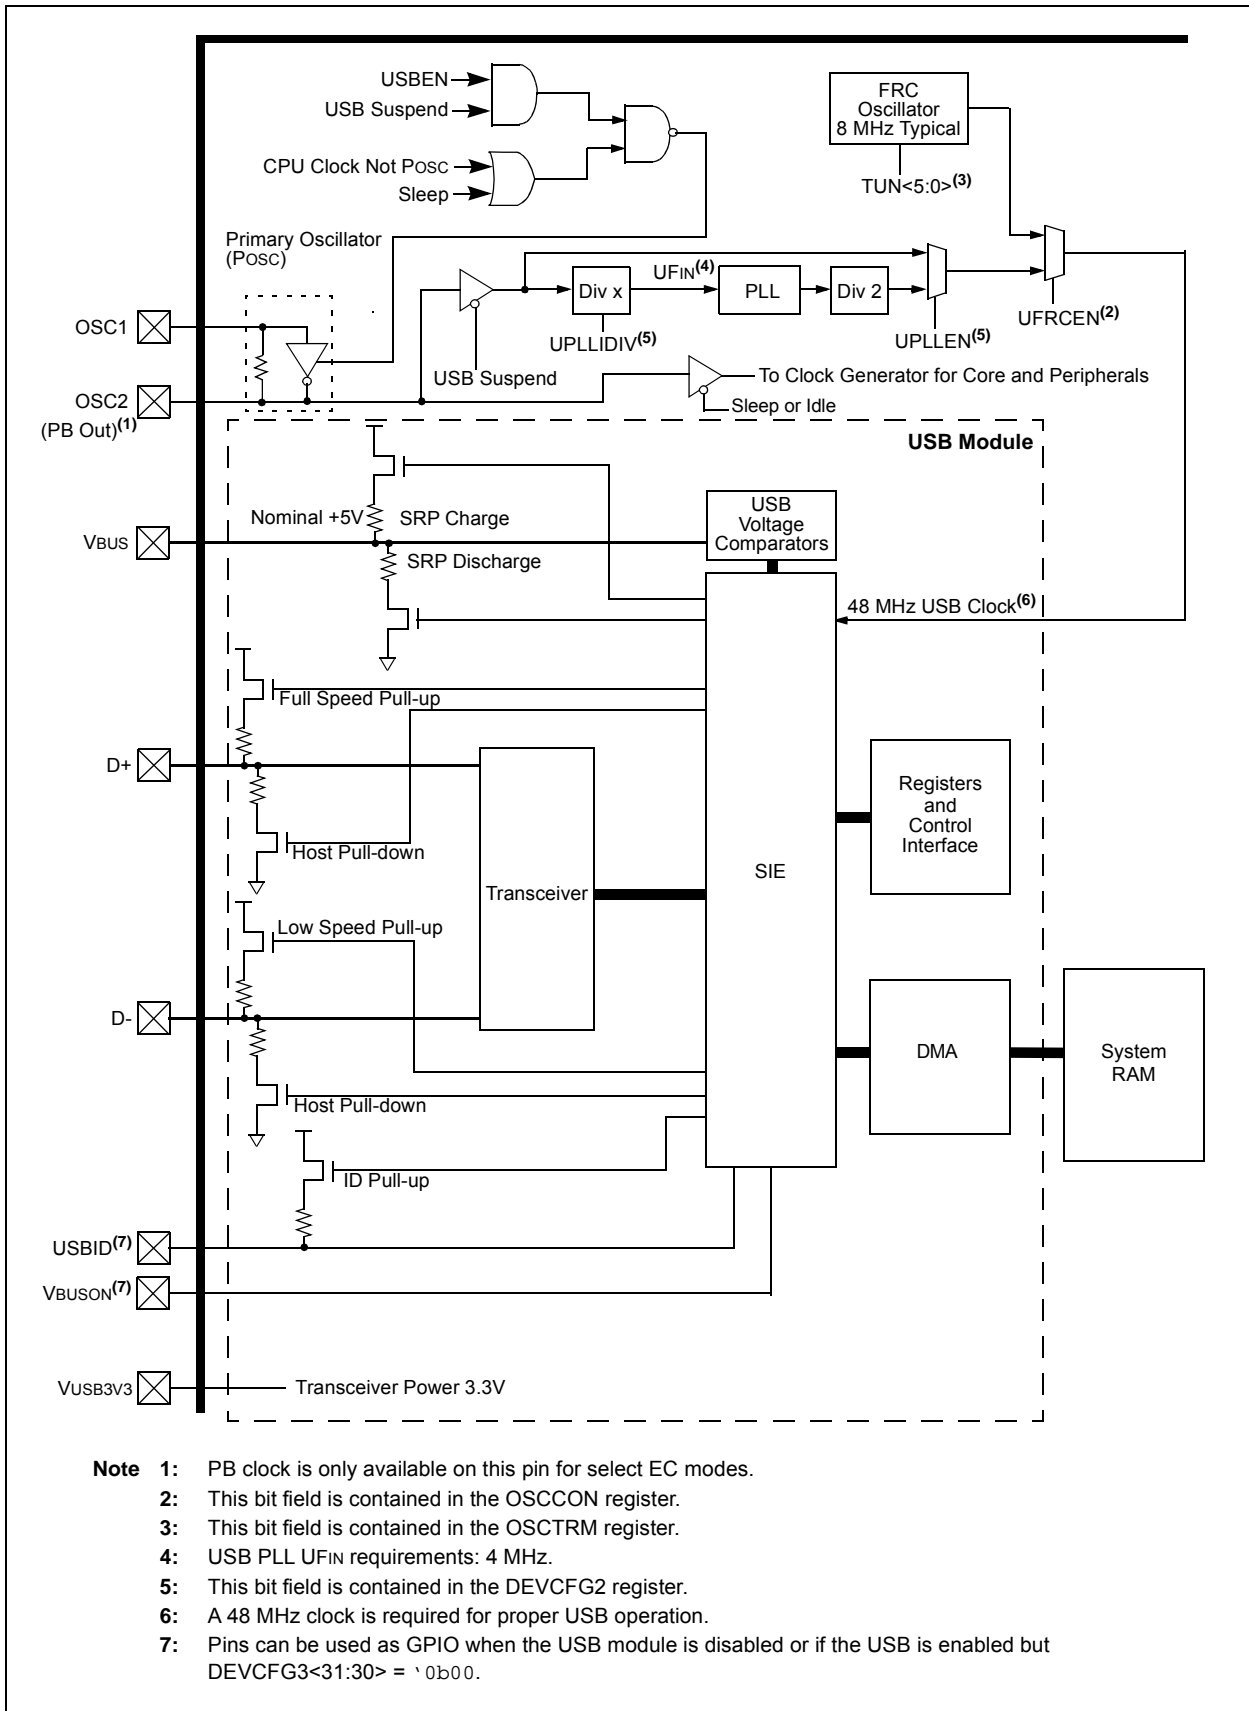 USBEN
USB Suspend
CPU Clock Not POSC
Sleep
FRC
Oscillator
8 MHz Typical
TUN<5:0>(3)
Primary Oscillator
(POSC)
UFIN(4)
Div x
PLL
Div 2
UFRCEN(2)
OSC1
UPLLIDIV(5)
UPLLEN(5)
USB Suspend
To Clock Generator for Core and Peripherals
OSC2
(PB Out)(1)
Sleep or Idle
USB Module
USB
Voltage
Comparators
Nominal +5V
SRP Charge
VBUS
SRP Discharge
48 MHz USB Clock(6)
Full Speed Pull-up
D+
Registers
and
Control
Interface
Host Pull-down
SIE
Transceiver
Low Speed Pull-up
D-
DMA
System
RAM
Host Pull-down
ID Pull-up
USBID(7)
VBUSON(7)
VUSB3V3
Transceiver Power 3.3V
Note 1: PB clock is only available on this pin for select EC modes.
2: This bit field is contained in the OSCCON register.
3: This bit field is contained in the OSCTRM register.
4: USB PLL UFIN requirements: 4 MHz.
5: This bit field is contained in the DEVCFG2 register.
6: A 48 MHz clock is required for proper USB operation.
7: Pins can be used as GPIO when the USB module is disabled or if the USB is enabled but
DEVCFG3<31:30> = ‘0b00.